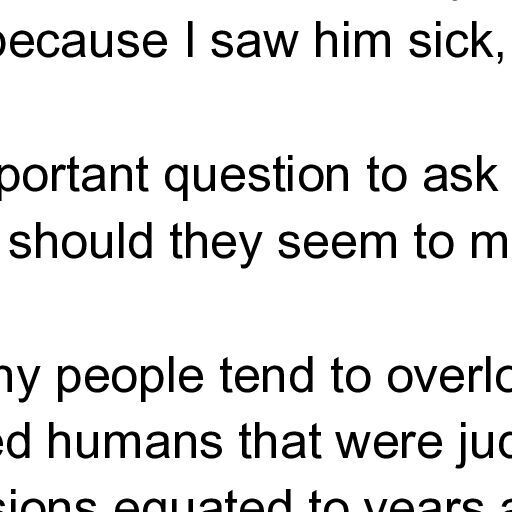 because I saw him sick,
portant question to ask
should they seem to m
ny people tend to overlo
ed humans that were jud
sions equated to years a